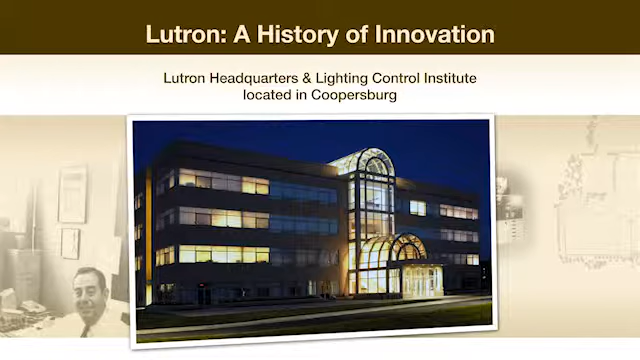 Lutron: A History of Innovation
Lutron Headquarters & Lighting Control Institute
located in Coopersburg